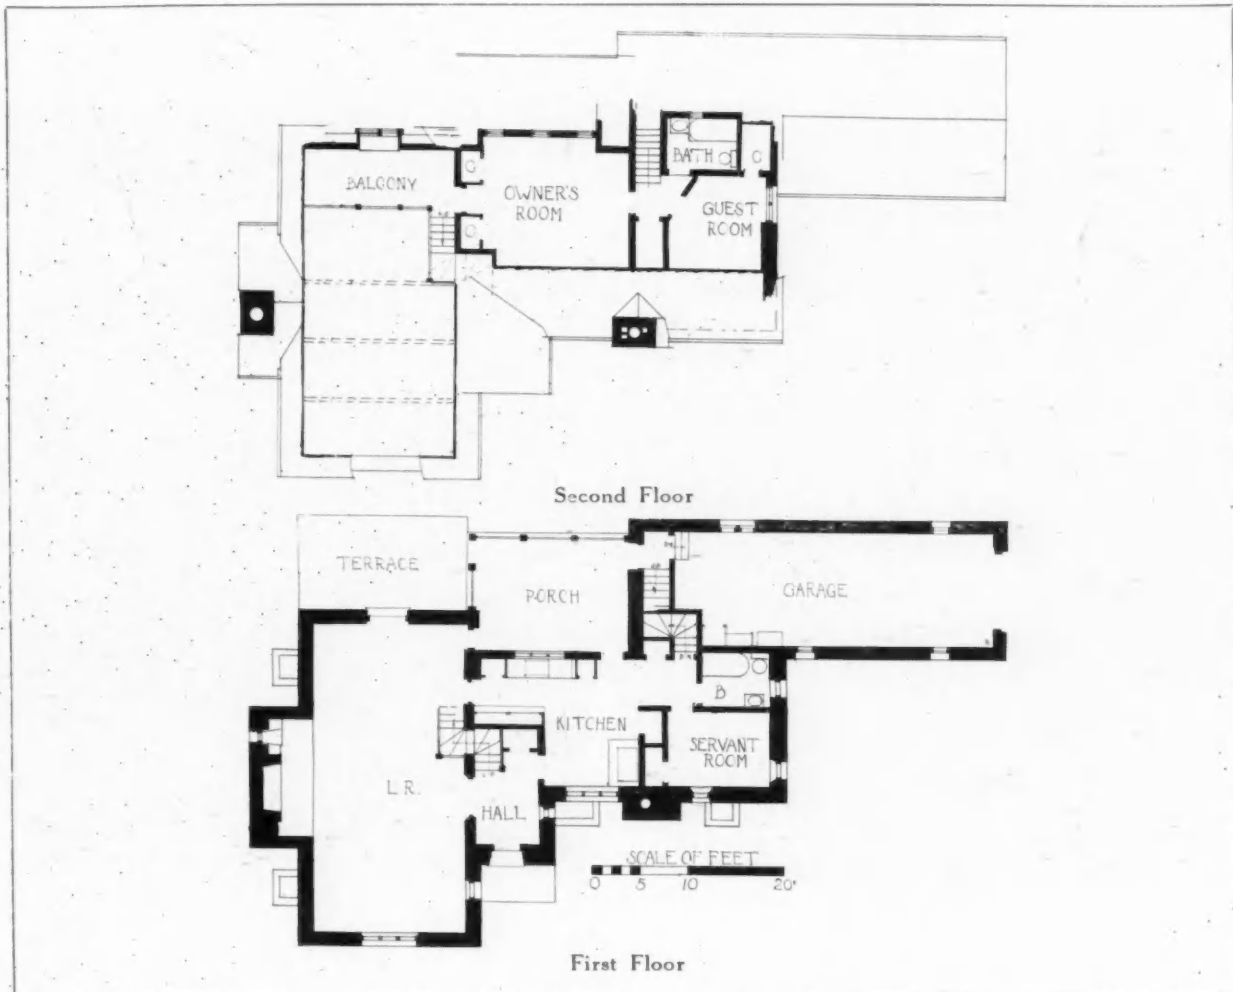 BALCONY
C
C
OWNER'S
ROOM
BATH
C
GUEST
ROOM
Second Floor
TERRACE
PORCH
GARAGE
KITCHEN
B
SERVANT
ROOM
L.R.
HALL
SCALE OF FEET
0 5 10 20'
First Floor